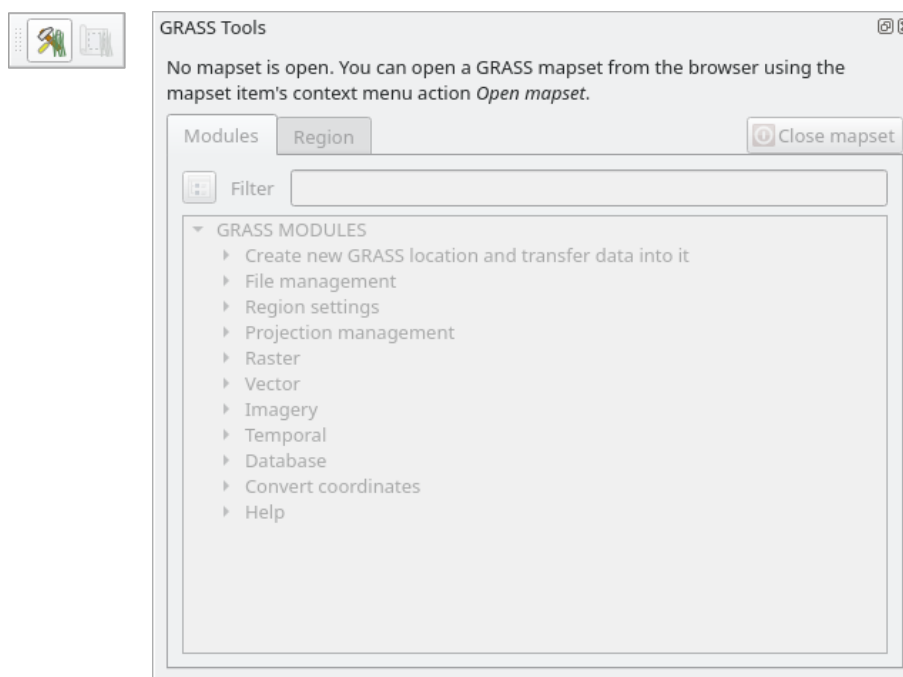 GRASS Tools
No mapset is open. You can open a GRASS mapset from the browser using the
mapset item's context menu action Open mapset.
Modules
Region
Close mapset
Filter
GRASS MODULES
Create new GRASS location and transfer data into it
File management
Region settings
Projection management
Raster
Vector
Imagery
Temporal
Database
Convert coordinates
Help